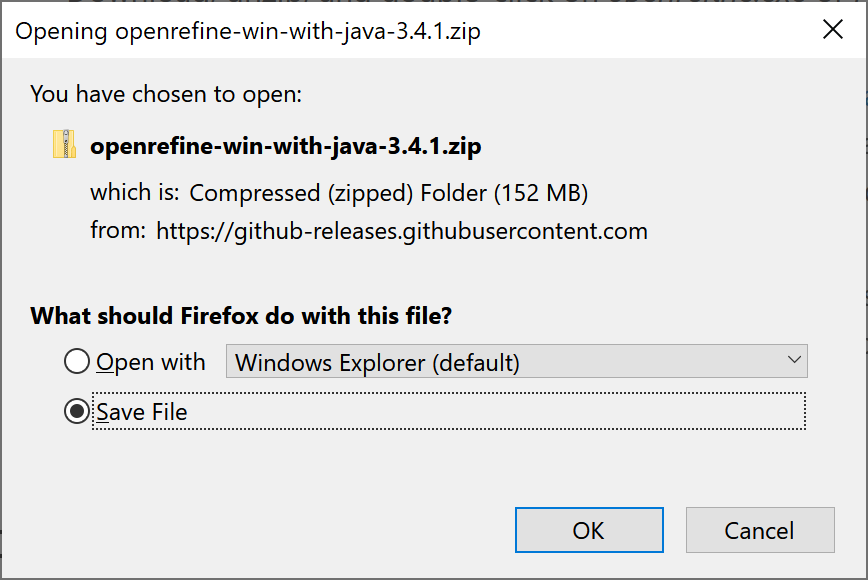 Opening openrefine-win-with-java-3.4.1.zip
You have chosen to open:
openrefine-win-with-java-3.4.1.zip
which is: Compressed (zipped) Folder (152 MB)
from: https://github-releases.githubusercontent.com
What should Firefox do with this file?
Open with Windows Explorer (default)
Save File
OK Cancel